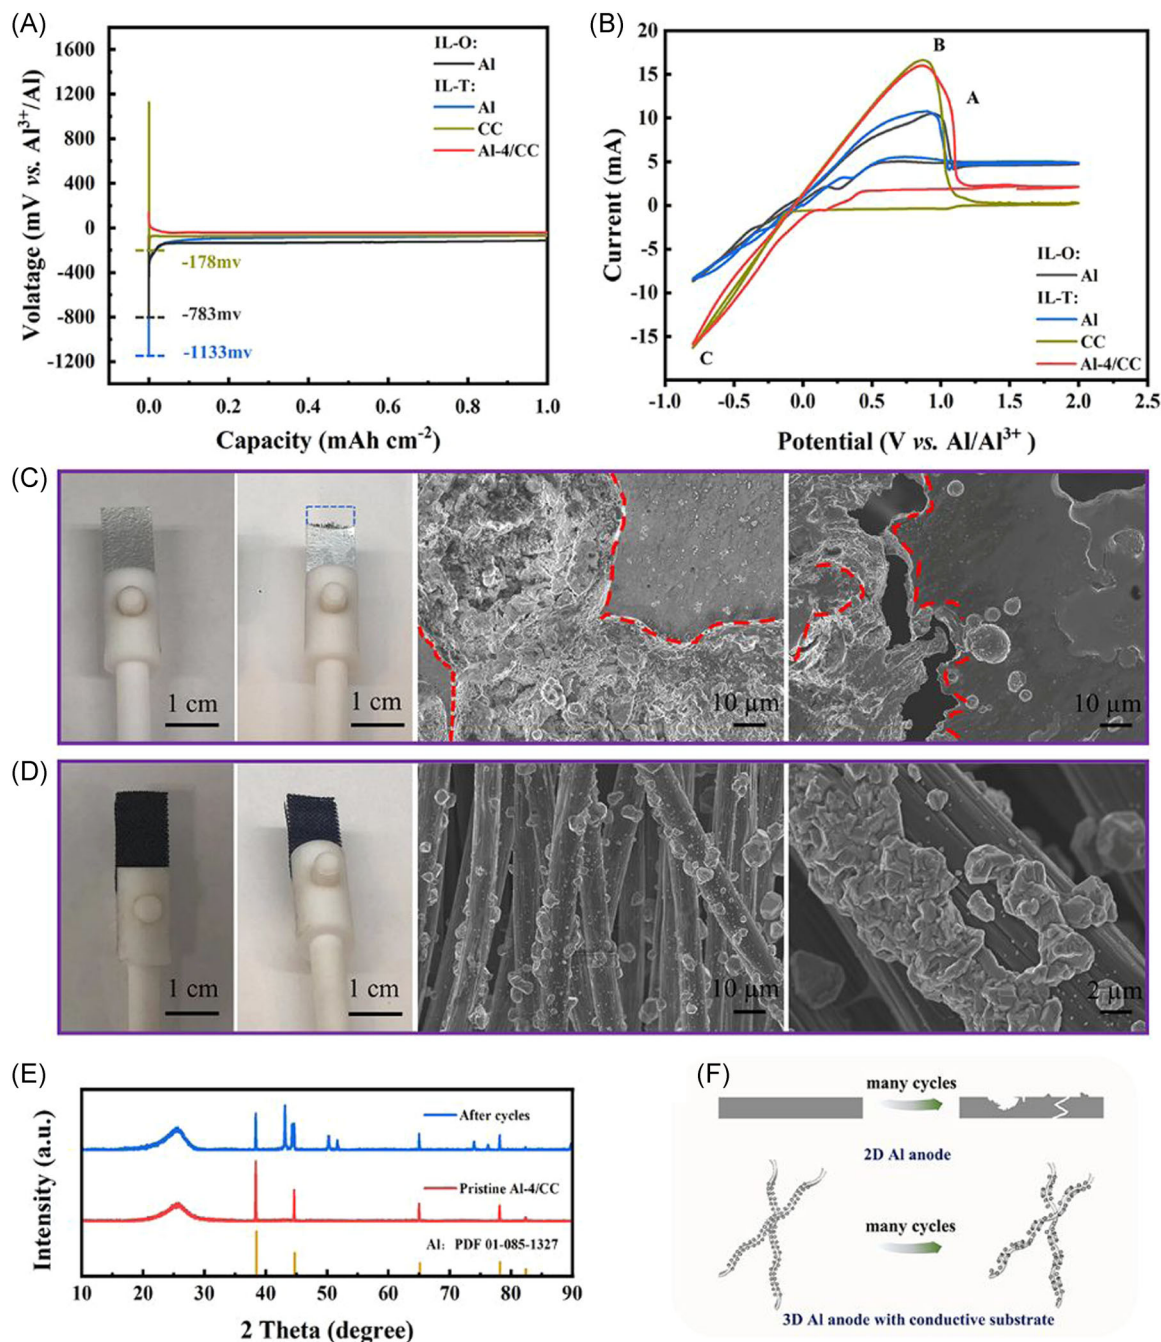 (A)
1600
1200
800
400
0
-400
-800
-1200
Volatage (mV vs. Al3+/Al)
IL-O:
Al
IL-T:
Al
CC
Al-4/CC
-178mv
-783mv
-1133mv
0.0 0.2 0.4 0.6 0.8 1.0
Capacity (mAh cm-2)
(B)
20
15
10
5
0
-5
-10
-15
-20
Current (mA)
B
A
C
IL-O:
Al
IL-T:
Al
CC
Al-4/CC
-1.0 -0.5 0.0 0.5 1.0 1.5 2.0 2.5
Potential (V vs. Al/Al3+ )
(C)
1 cm
1 cm
10 µm
10 µm
(D)
1 cm
1 cm
10 µm
2 µm
(E)
Intensity (a.u.)
After cycles
Pristine Al-4/CC
Al: PDF 01-085-1327
10 20 30 40 50 60 70 80 90
2 Theta (degree)
(F)
many cycles
2D Al anode
many cycles
3D Al anode with conductive substrate